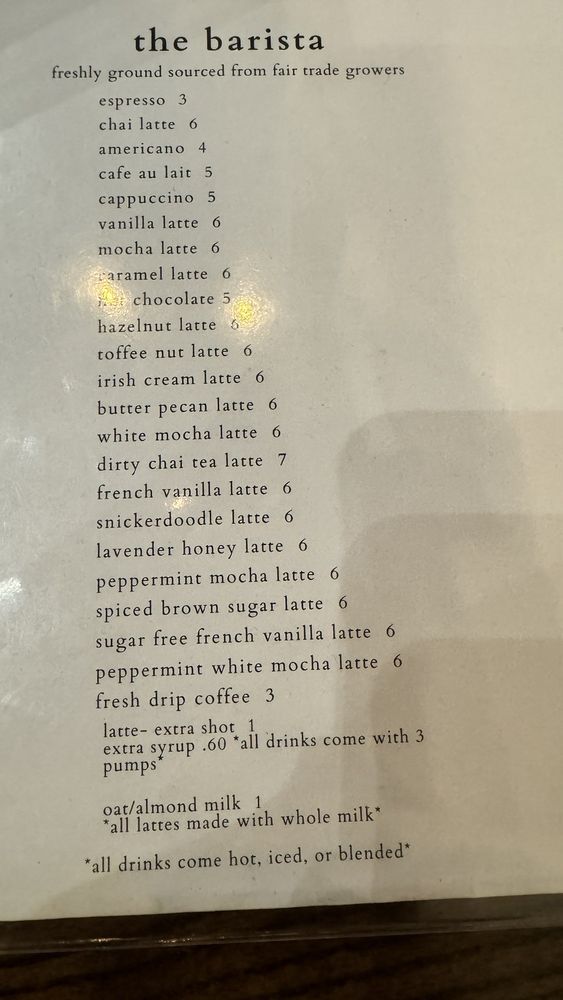 the barista
freshly ground sourced from fair trade growers
espresso 3
chai latte 6
americano 4
cafe au lait 5
cappuccino 5
vanilla latte 6
mocha latte 6
caramel latte 6
hot chocolate 5
hazelnut latte 6
toffee nut latte 6
irish cream latte 6
butter pecan latte 6
white mocha latte 6
dirty chai tea latte 7
french vanilla latte 6
snickerdoodle latte 6
lavender honey latte 6
peppermint mocha latte 6
spiced brown sugar latte 6
sugar free french vanilla latte 6
peppermint white mocha latte 6
fresh drip coffee 3
latte- extra shot 1
extra syrup .60 *all drinks come with 3
pumps*
oat/almond milk 1
*all lattes made with whole milk*
*all drinks come hot, iced, or blended*